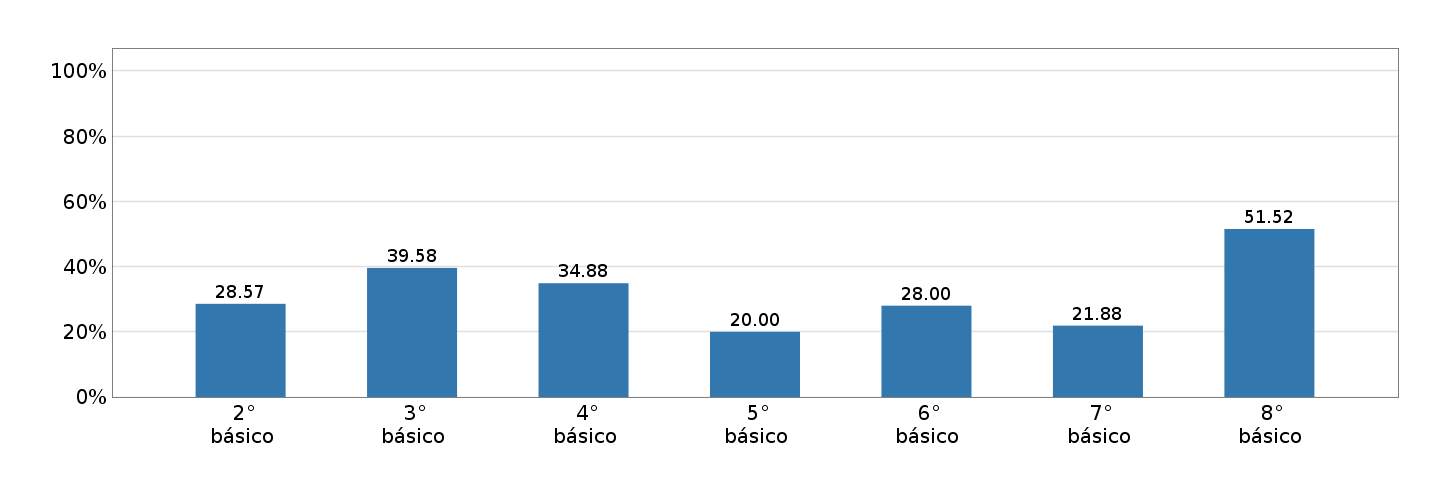 100%
80%
60%
40%
20%
0%
28.57
39.58
34.88
20.00
28.00
21.88
51.52
2°
básico
3°
básico
4°
básico
5°
básico
6°
básico
7°
básico
8°
básico